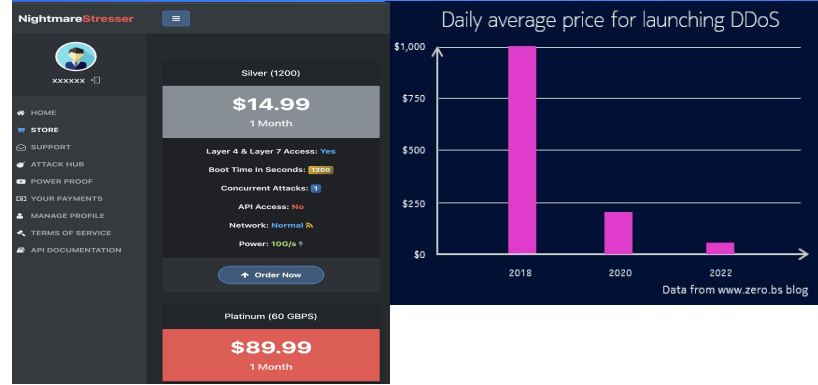 NightmareStresser
xxxxxx
HOME
STORE
SUPPORT
ATTACK HUB
POWER PROOF
YOUR PAYMENTS
MANAGE PROFILE
TERMS OF SERVICE
API DOCUMENTATION
Silver (1200)
$14.99
1 Month
Layer 4 & Layer 7 Access: Yes
Boot Time In Seconds: 1200
Concurrent Attacks: 1
API Access: No
Network: Normal
Power: 10G/s
Order Now
Platinum (60 GBPS)
$89.99
1 Month
Daily average price for launching DDoS
$1,000
$750
$500
$250
$0
2018 2020 2022
Data from www.zero.bs blog